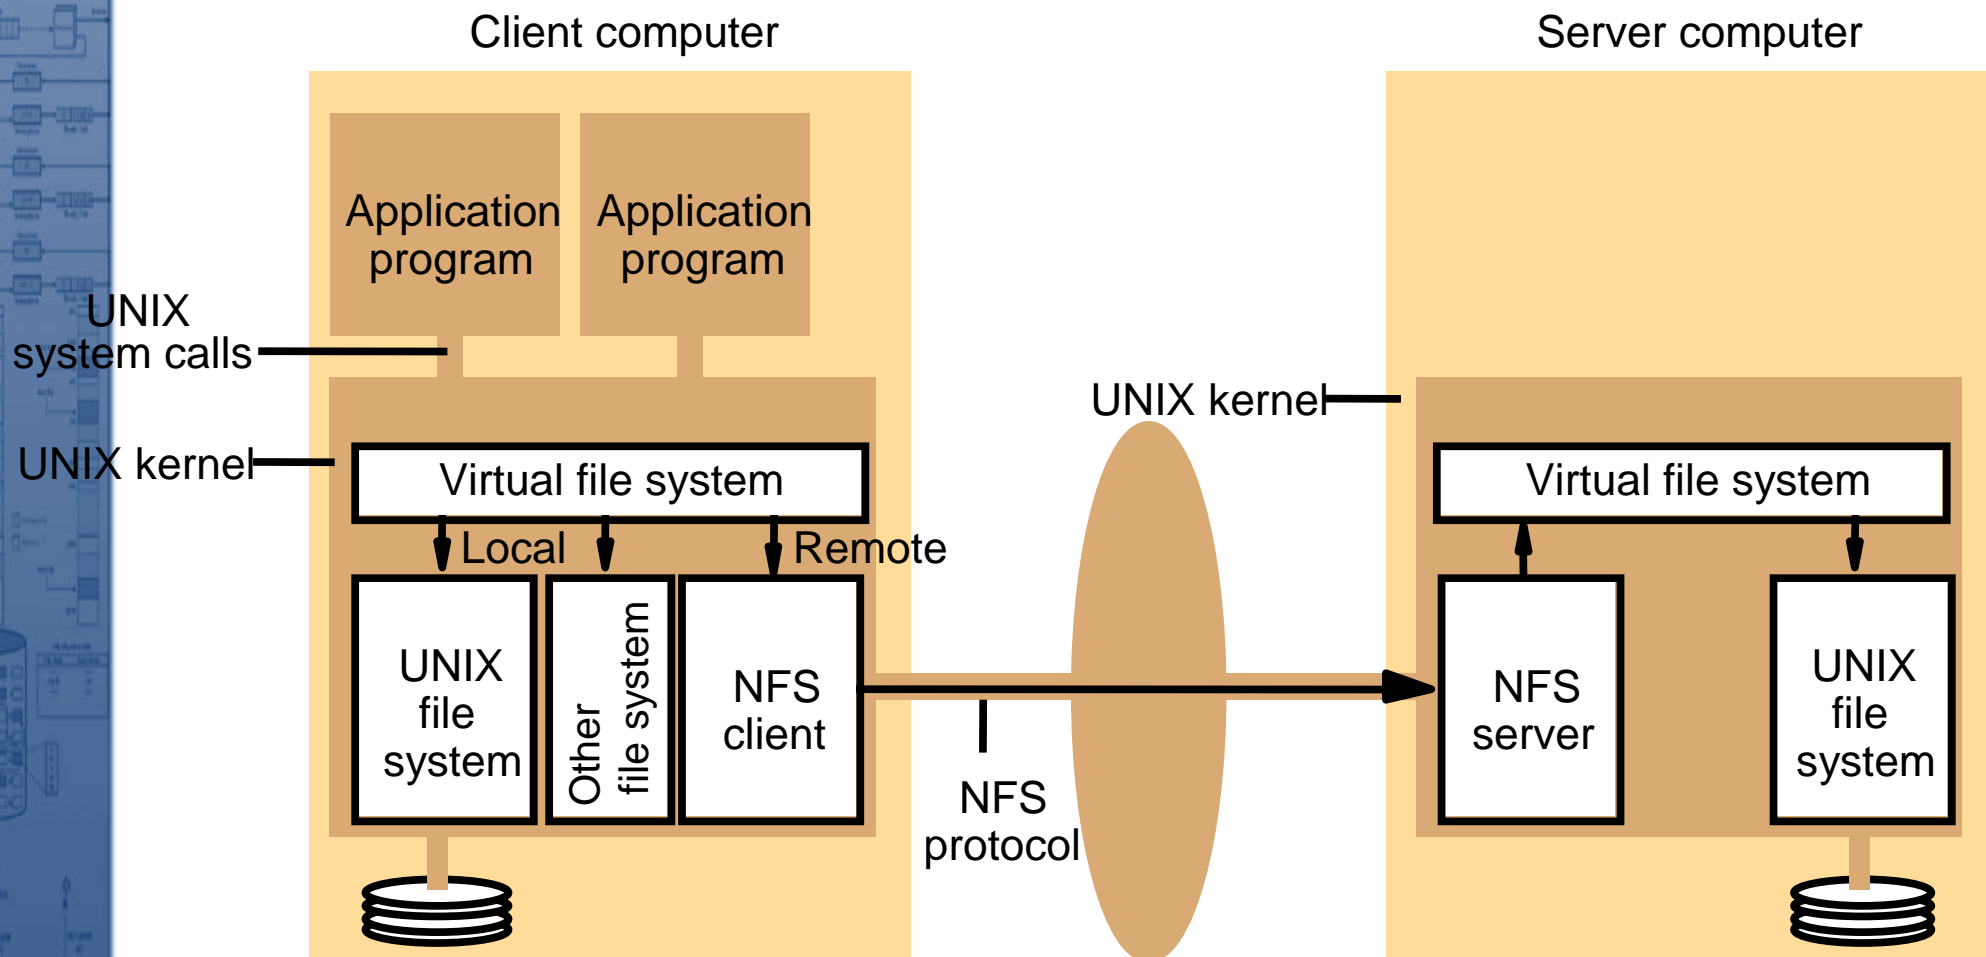 Client computer
Server computer
Application
program
Application
program
UNIX
system calls
UNIX kernel
UNIX kernel
Virtual file system
Virtual file system
Local
Remote
UNIX
file
system
Other
file system
NFS
client
NFS
protocol
NFS
server
UNIX
file
system